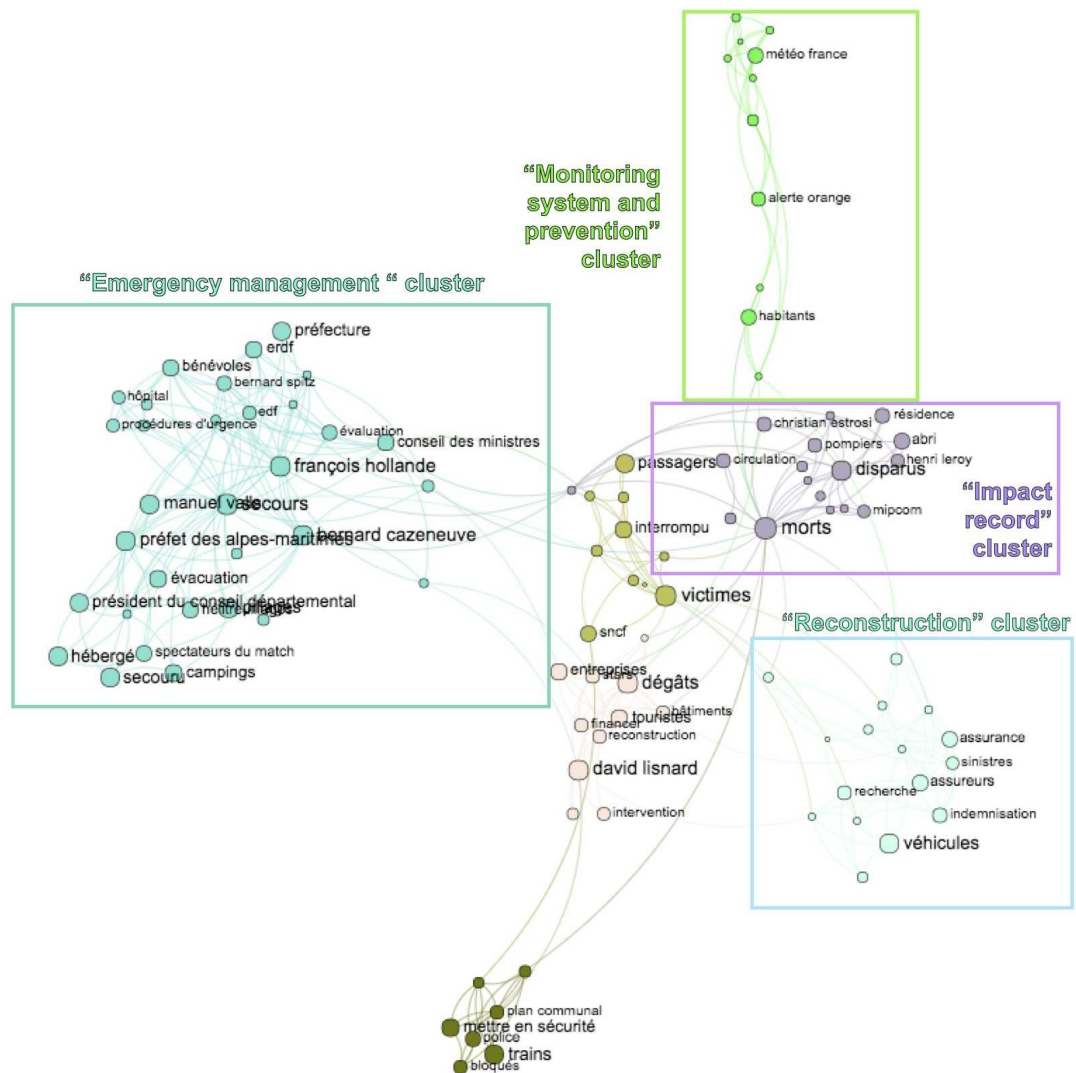 météo france
“Monitoring
system and
prevention”
cluster
alerte orange
habitants
“Emergency management “ cluster
préfecture
erdf
bénévoles
bernard spitz
hôpital
edf
procédures d'urgence
évaluation
conseil des ministres
françois hollande
manuel valls
secours
préfet des alpes-maritimes
bernard cazeneuve
évacuation
président du conseil départemental
pillages
hébergé
spectateurs du match
secouru
campings
christian estrosi
résidence
pompiers
abri
circulation
henri leroy
disparus
mipcom
morts
“Impact
record”
cluster
passagers
interrompu
victimes
sncf
“Reconstruction” cluster
entreprises
stars
dégâts
touristes
bâtiments
financer
reconstruction
david lisnard
intervention
assurance
sinistres
assureurs
recherche
indemnisation
véhicules
plan communal
mettre en sécurité
police
trains
bloqués